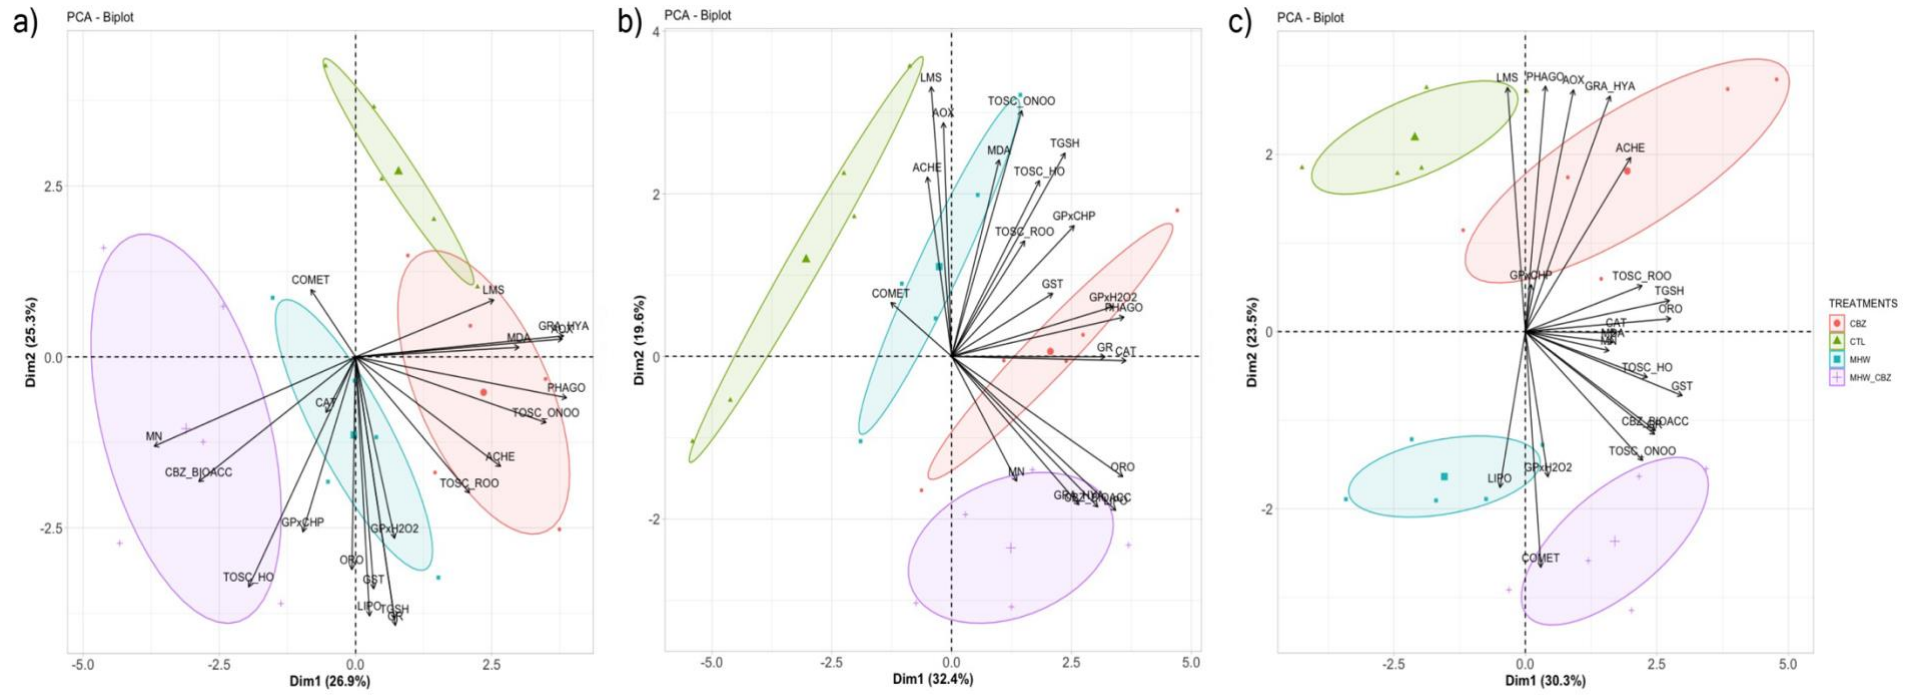 a)
PCA - Biplot
Dim2 (25.3%)
2.5
0.0
-2.5
-5.0
-2.5
0.0
2.5
Dim1 (26.9%)
COMET
LMS
GRA_HYA
AOX
MDA
PHAGO
TOSC_ONOO
CAT
MN
CBZ_BIOACC
ACHE
TOSC_ROO
GPxCHP
GPxH2O2
ORO
TOSC_HO
GST
LIPO
TGSH
GR
b)
PCA - Biplot
Dim2 (19.6%)
4
2
0
-2
-5.0
-2.5
0.0
2.5
5.0
Dim1 (32.4%)
LMS
TOSC_ONOO
AOX
TGSH
MDA
ACHE
TOSC_HO
GPxCHP
TOSC_ROO
GST
COMET
GPxH2O2
PHAGO
GR
CAT
ORO
MN
GRA_HYA
CBZ_BIOACC
LIPO
c)
PCA - Biplot
Dim2 (23.5%)
2
0
-2
-2.5
0.0
2.5
5.0
Dim1 (30.3%)
LMS
PHAGO
AOX
GRA_HYA
ACHE
GPxCHP
TOSC_ROO
TGSH
ORO
CAT
MDA
MN
TOSC_HO
GST
CBZ_BIOACC
GR
TOSC_ONOO
GPxH2O2
LIPO
COMET
TREATMENTS
CBZ
CTL
MHW
MHW_CBZ